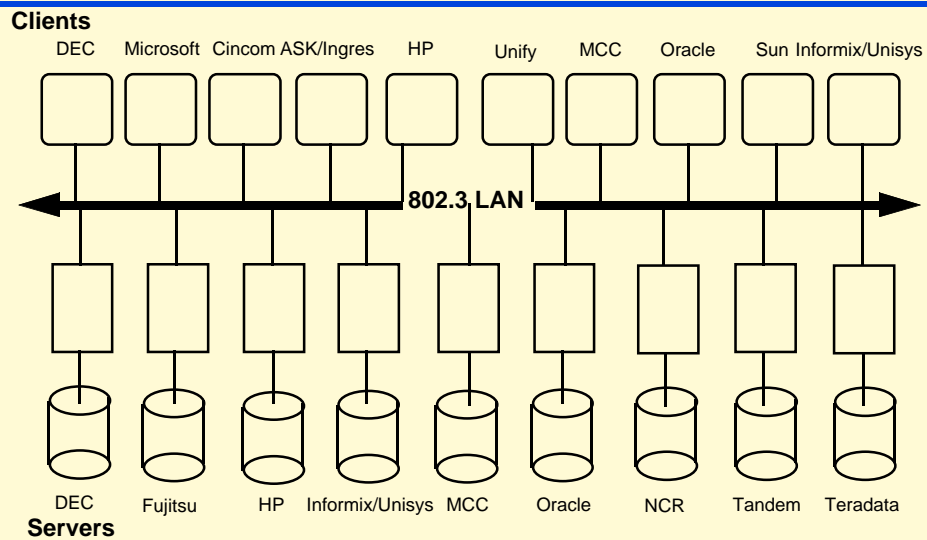 Clients
DEC Microsoft Cincom ASK/Ingres HP Unify MCC Oracle Sun Informix/Unisys
802.3 LAN
DEC Fujitsu HP Informix/Unisys MCC Oracle NCR Tandem Teradata
Servers